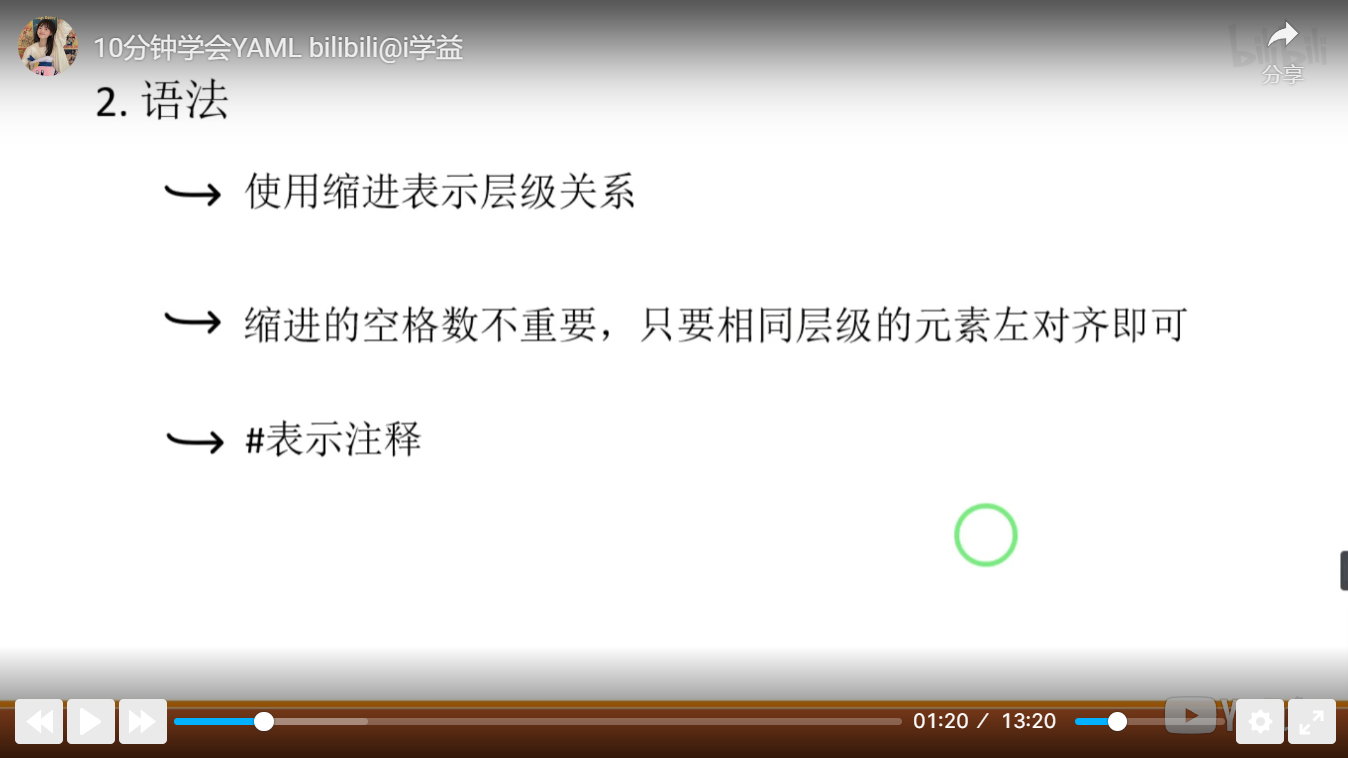 10分钟学会YAML bilibili@i学益
bilibili
分享
2. 语法
使用缩进表示层级关系
缩进的空格数不重要，只要相同层级的元素左对齐即可
#表示注释
01:20 / 13:20